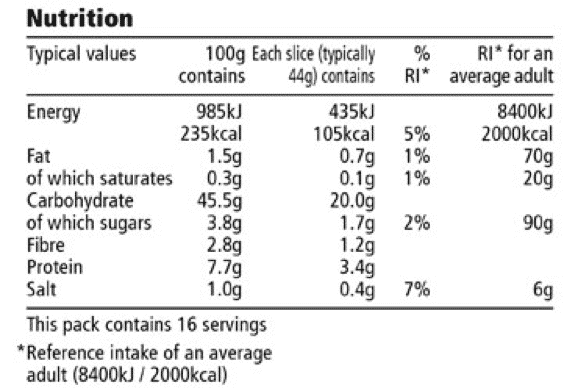 Nutrition
Typical values 100g contains Each slice (typically 44g) contains % RI* RI* for an average adult
Energy 985kJ 435kJ 8400kJ
235kcal 105kcal 5% 2000kcal
Fat 1.5g 0.7g 1% 70g
of which saturates 0.3g 0.1g 1% 20g
Carbohydrate 45.5g 20.0g
of which sugars 3.8g 1.7g 2% 90g
Fibre 2.8g 1.2g
Protein 7.7g 3.4g
Salt 1.0g 0.4g 7% 6g
This pack contains 16 servings
*Reference intake of an average
adult (8400kJ / 2000kcal)